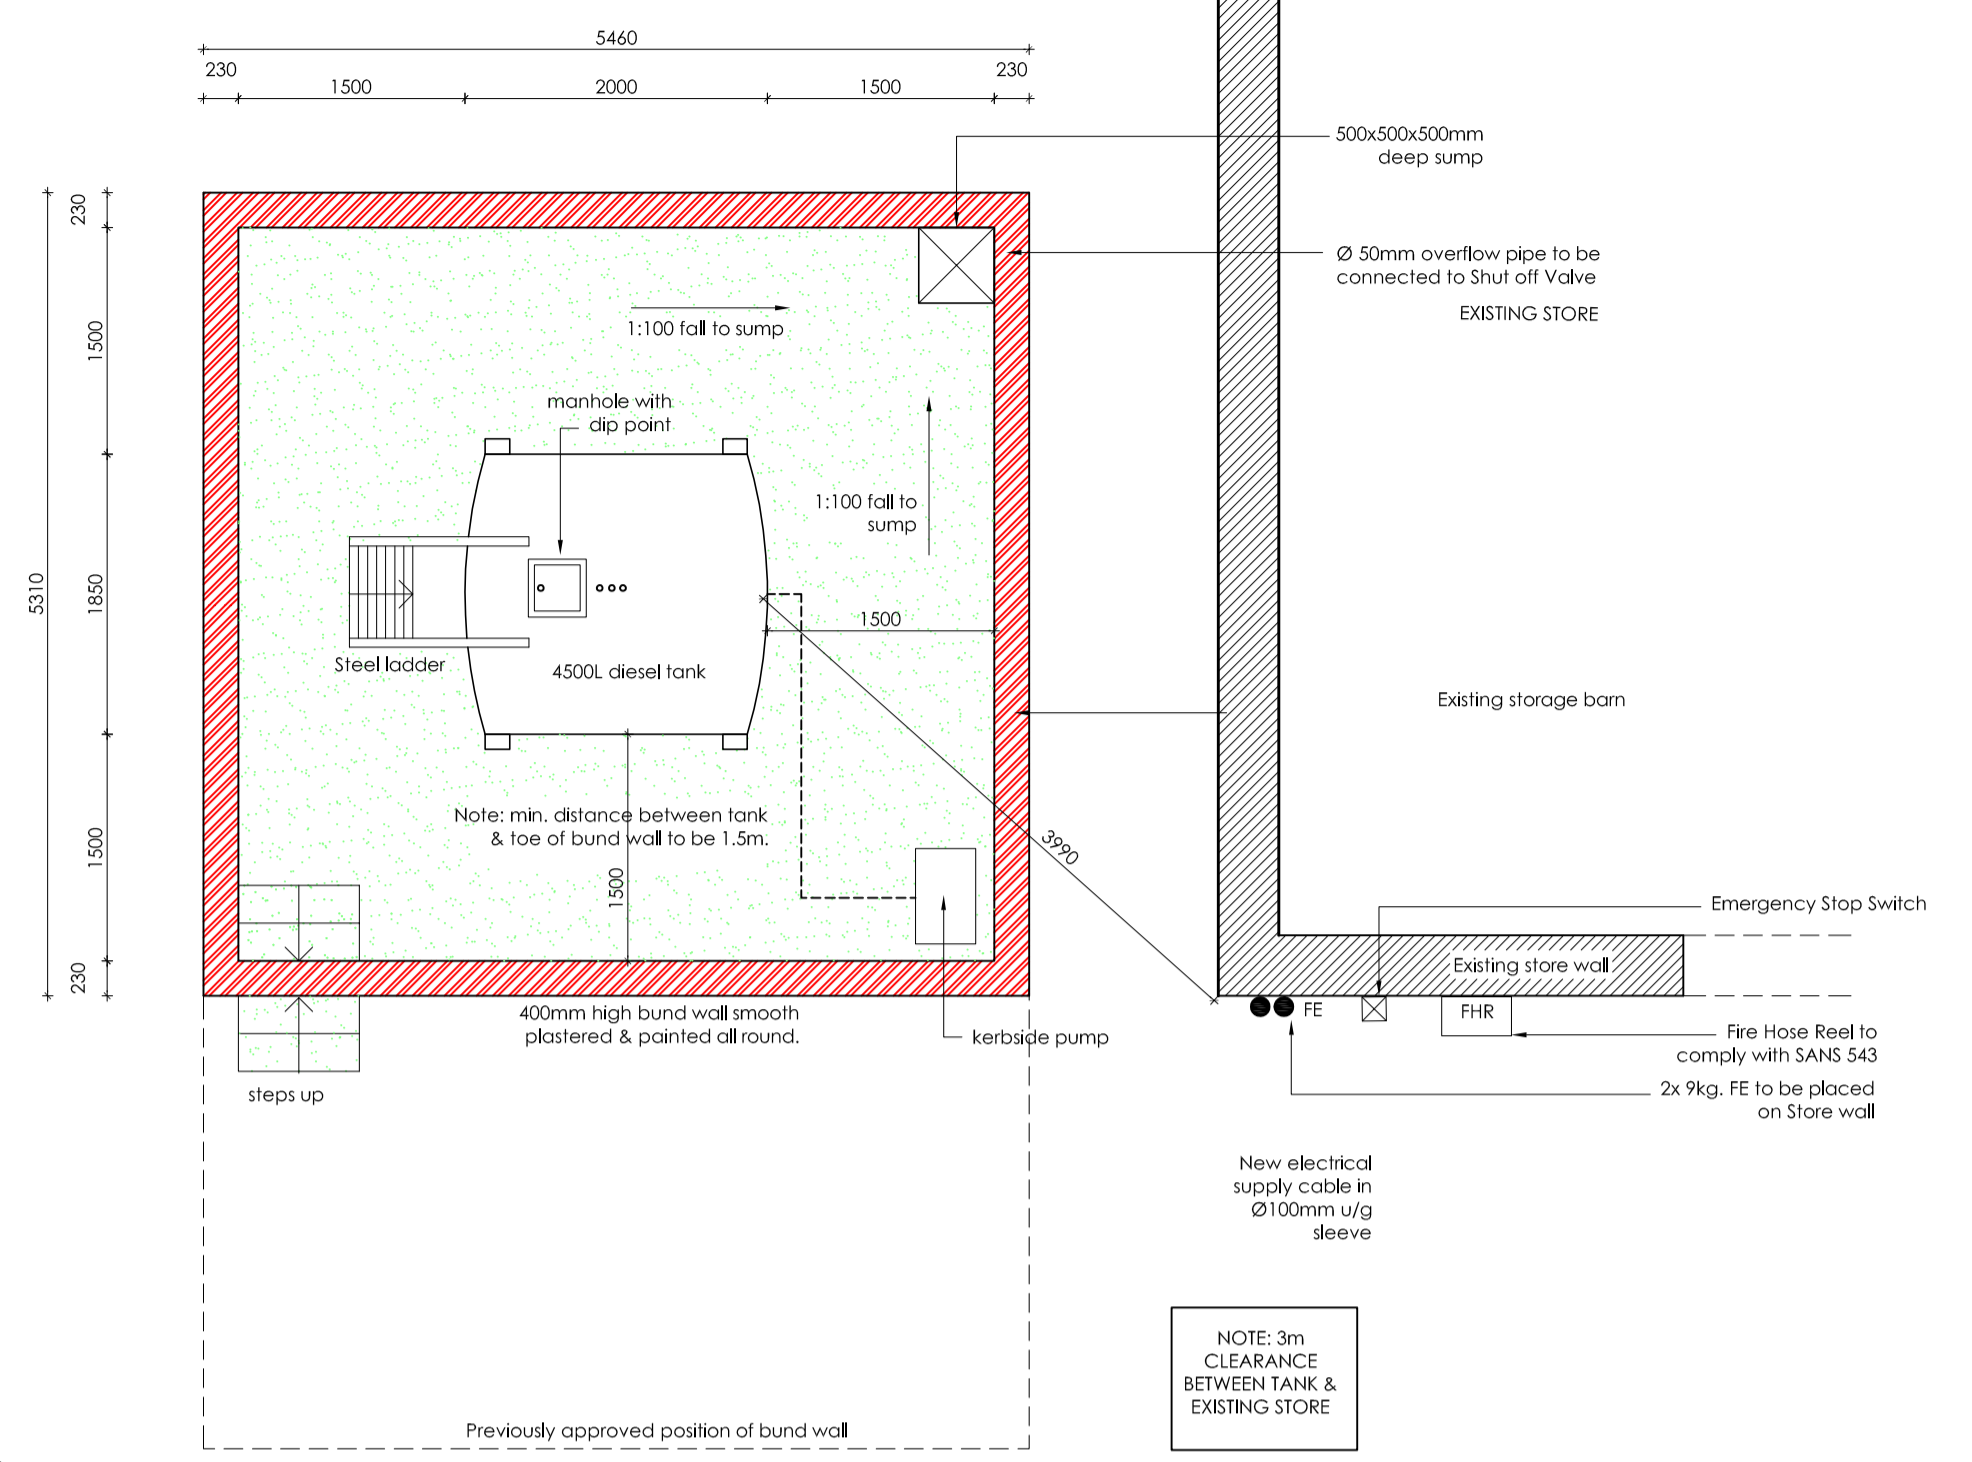 5460
230
230
1500
2000
1500
500x500x500mm
deep sump
230
Ø 50mm overflow pipe to be
connected to Shut off Valve
EXISTING STORE
1:100 fall to sump
1500
manhole with
dip point
1:100 fall to
sump
5310
1850
1500
Steel ladder
4500L diesel tank
Existing storage barn
Note: min. distance between tank
& toe of bund wall to be 1.5m.
1500
3990
1500
Emergency Stop Switch
Existing store wall
230
400mm high bund wall smooth
plastered & painted all round.
kerbside pump
FE
FHR
Fire Hose Reel to
comply with SANS 543
2x 9kg. FE to be placed
on Store wall
steps up
New electrical
supply cable in
Ø100mm u/g
sleeve
NOTE: 3m
CLEARANCE
BETWEEN TANK &
EXISTING STORE
Previously approved position of bund wall